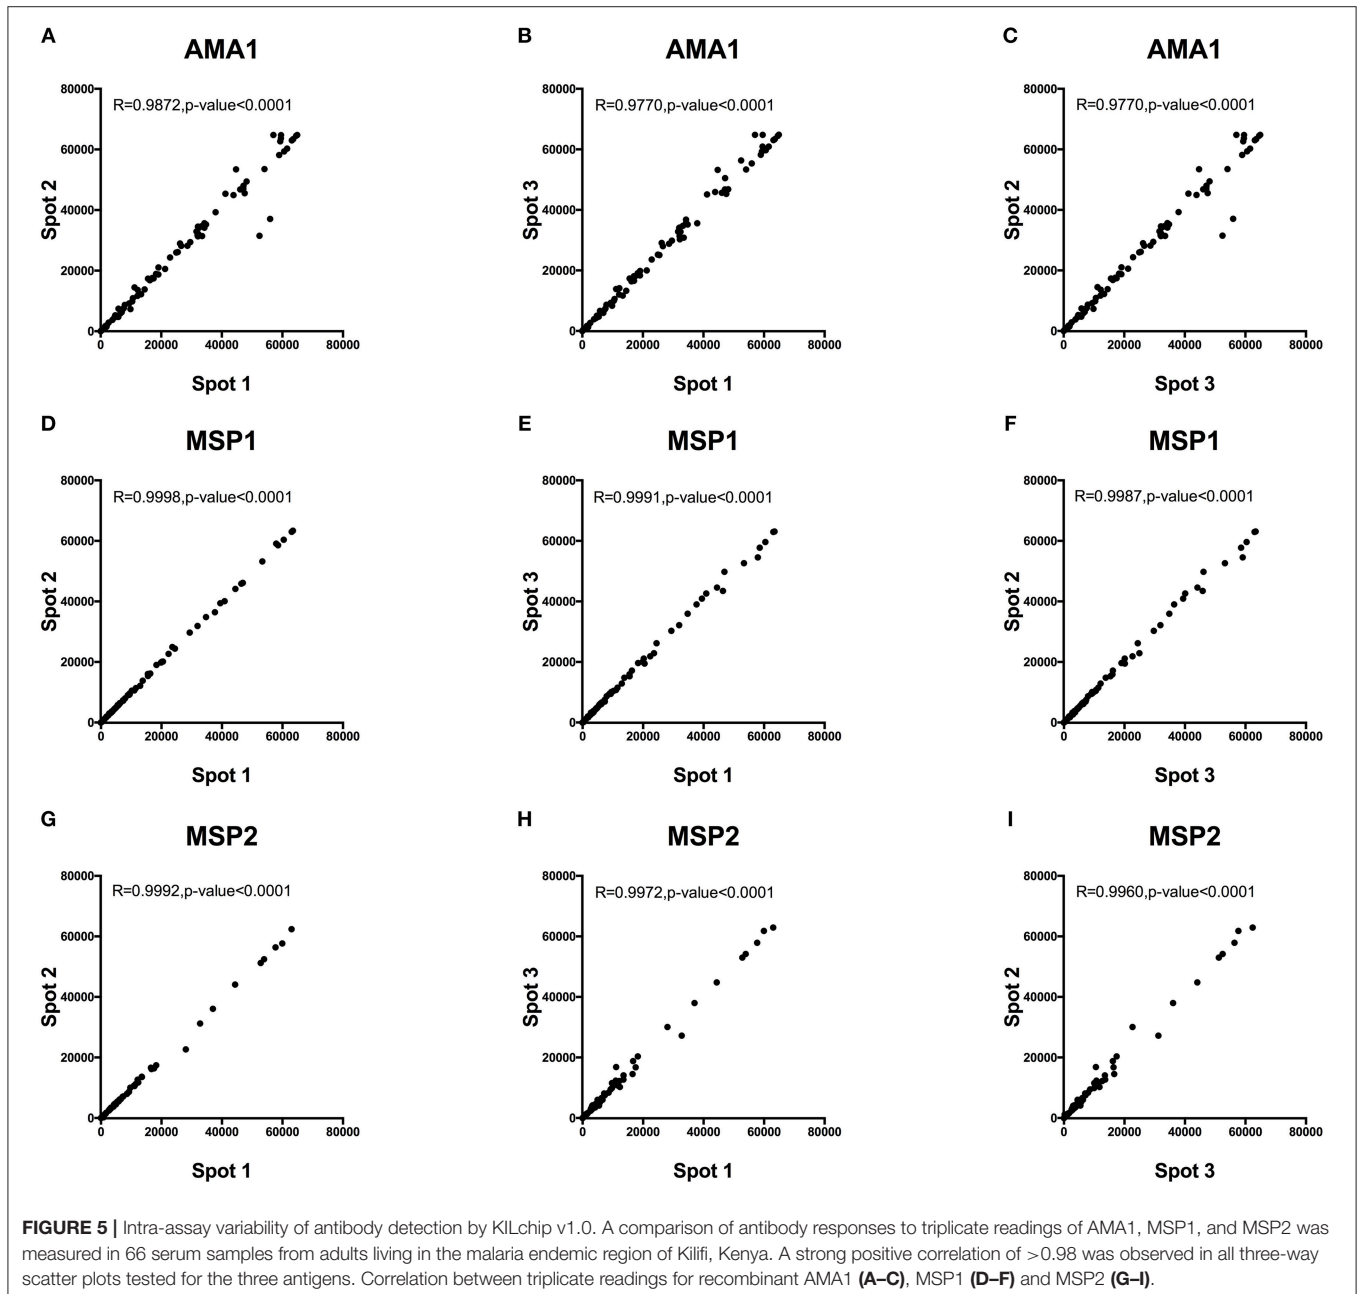 A
AMA1
R=0.9872,p-value<0.0001
80000
60000
40000
20000
0
Spot 2
0 20000 40000 60000 80000
Spot 1
B
AMA1
R=0.9770,p-value<0.0001
80000
60000
40000
20000
0
Spot 3
0 20000 40000 60000 80000
Spot 1
C
AMA1
R=0.9770,p-value<0.0001
80000
60000
40000
20000
0
Spot 2
0 20000 40000 60000 80000
Spot 3
D
MSP1
R=0.9998,p-value<0.0001
80000
60000
40000
20000
0
Spot 2
0 20000 40000 60000 80000
Spot 1
E
MSP1
R=0.9991,p-value<0.0001
80000
60000
40000
20000
0
Spot 3
0 20000 40000 60000 80000
Spot 1
F
MSP1
R=0.9987,p-value<0.0001
80000
60000
40000
20000
0
Spot 2
0 20000 40000 60000 80000
Spot 3
G
MSP2
R=0.9992,p-value<0.0001
80000
60000
40000
20000
0
Spot 2
0 20000 40000 60000 80000
Spot 1
H
MSP2
R=0.9972,p-value<0.0001
80000
60000
40000
20000
0
Spot 3
0 20000 40000 60000 80000
Spot 1
I
MSP2
R=0.9960,p-value<0.0001
80000
60000
40000
20000
0
Spot 2
0 20000 40000 60000 80000
Spot 3
FIGURE 5 | Intra-assay variability of antibody detection by KILchip v1.0. A comparison of antibody responses to triplicate readings of AMA1, MSP1, and MSP2 was
measured in 66 serum samples from adults living in the malaria endemic region of Kilifi, Kenya. A strong positive correlation of >0.98 was observed in all three-way
scatter plots tested for the three antigens. Correlation between triplicate readings for recombinant AMA1 (A–C), MSP1 (D–F) and MSP2 (G–I).